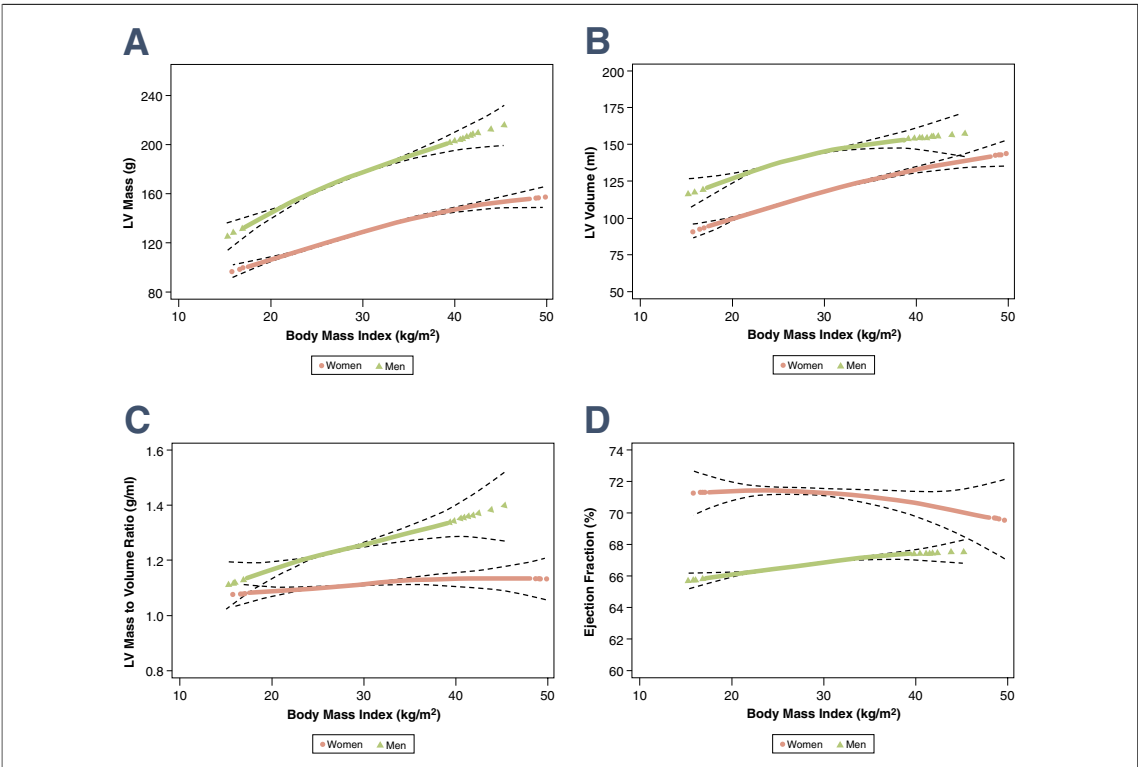 A
LV Mass (g)
240
200
160
120
80
10 20 30 40 50
Body Mass Index (kg/m²)
Women Men
B
LV Volume (ml)
200
175
150
125
100
75
50
10 20 30 40 50
Body Mass Index (kg/m²)
Women Men
C
LV Mass to Volume Ratio (g/ml)
1.6
1.4
1.2
1.0
0.8
10 20 30 40 50
Body Mass Index (kg/m²)
Women Men
D
Ejection Fraction (%)
74
72
70
68
66
64
62
60
10 20 30 40 50
Body Mass Index (kg/m²)
Women Men